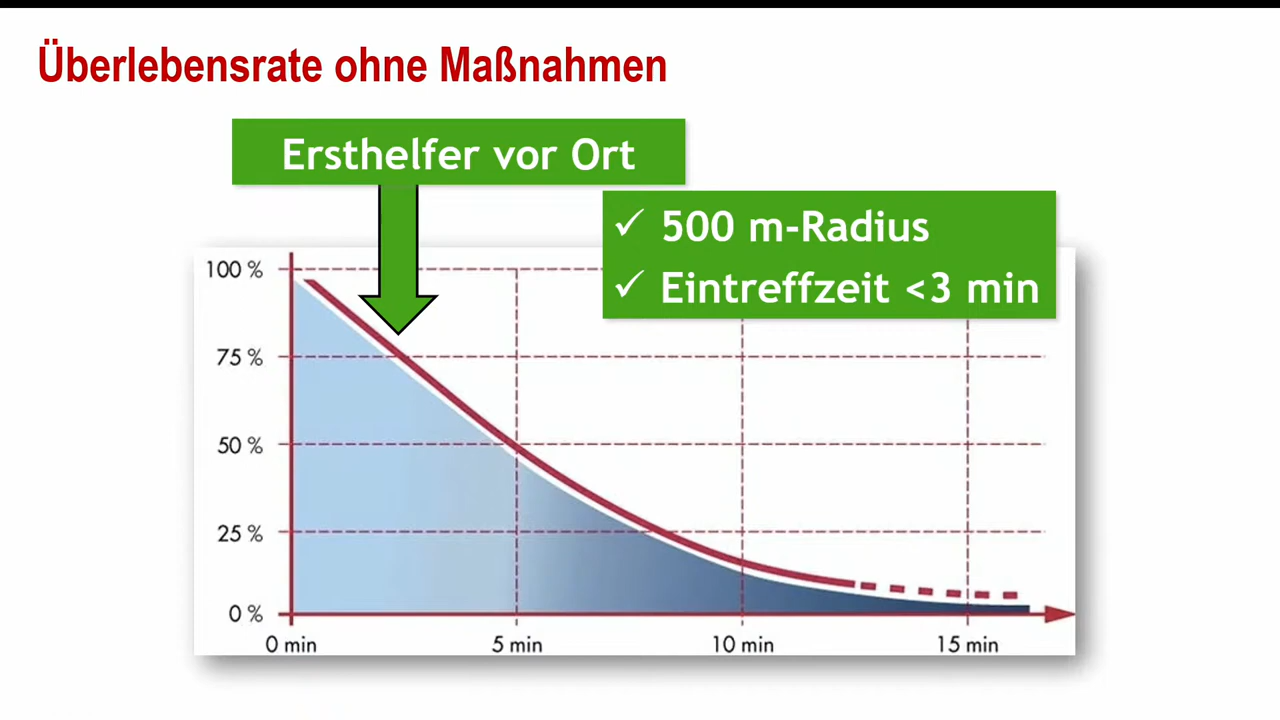 Überlebensrate ohne Maßnahmen
Ersthelfer vor Ort
✓ 500 m-Radius
✓ Eintreffzeit <3 min
100 %
75 %
50 %
25 %
0 %
0 min
5 min
10 min
15 min